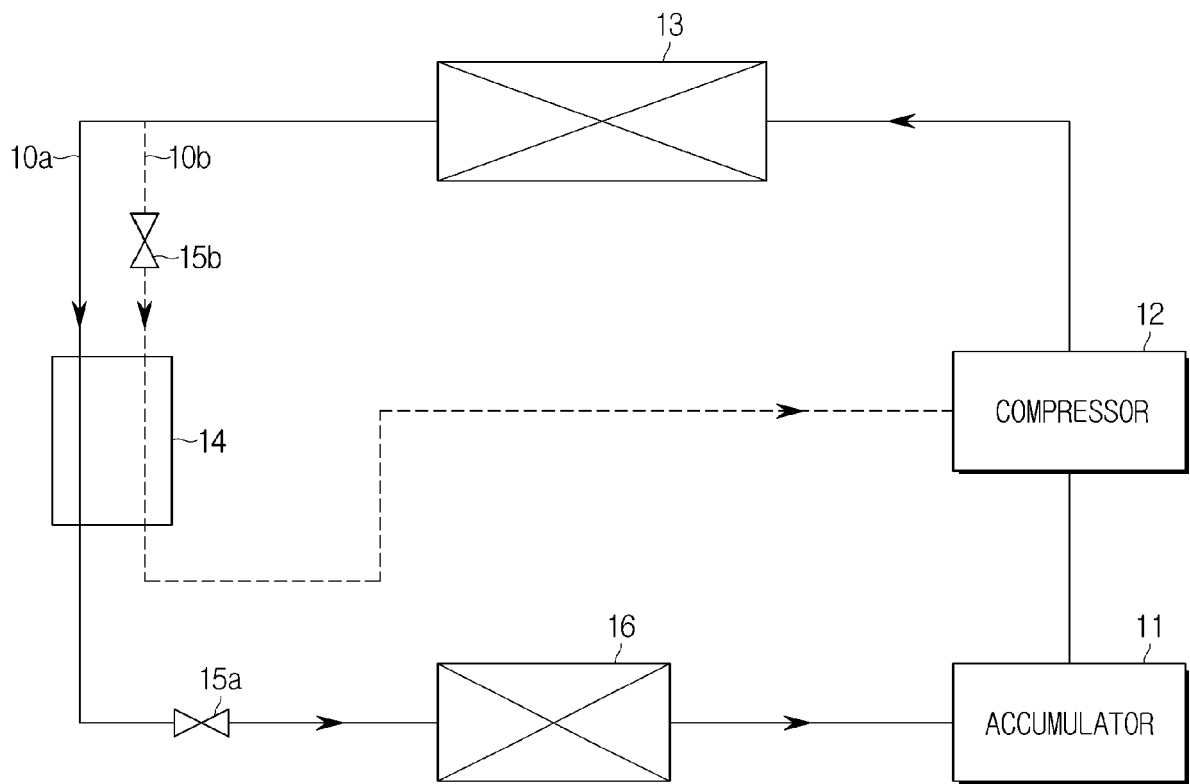 13
10a
10b
15b
12
COMPRESSOR
14
16
11
15a
ACCUMULATOR